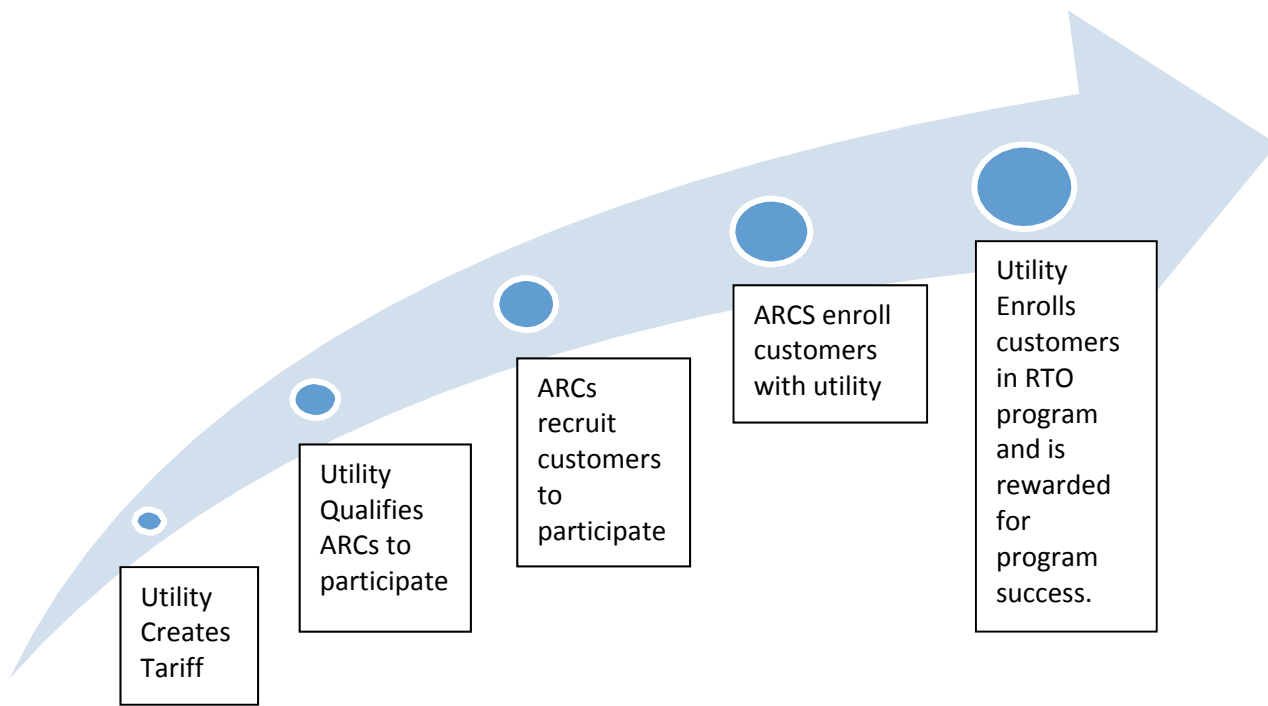 Utility
Creates
Tariff
Utility
Qualifies
ARCs to
participate
ARCs
recruit
customers
to
participate
ARCS enroll
customers
with utility
Utility
Enrolls
customers
in RTO
program
and is
rewarded
for
program
success.